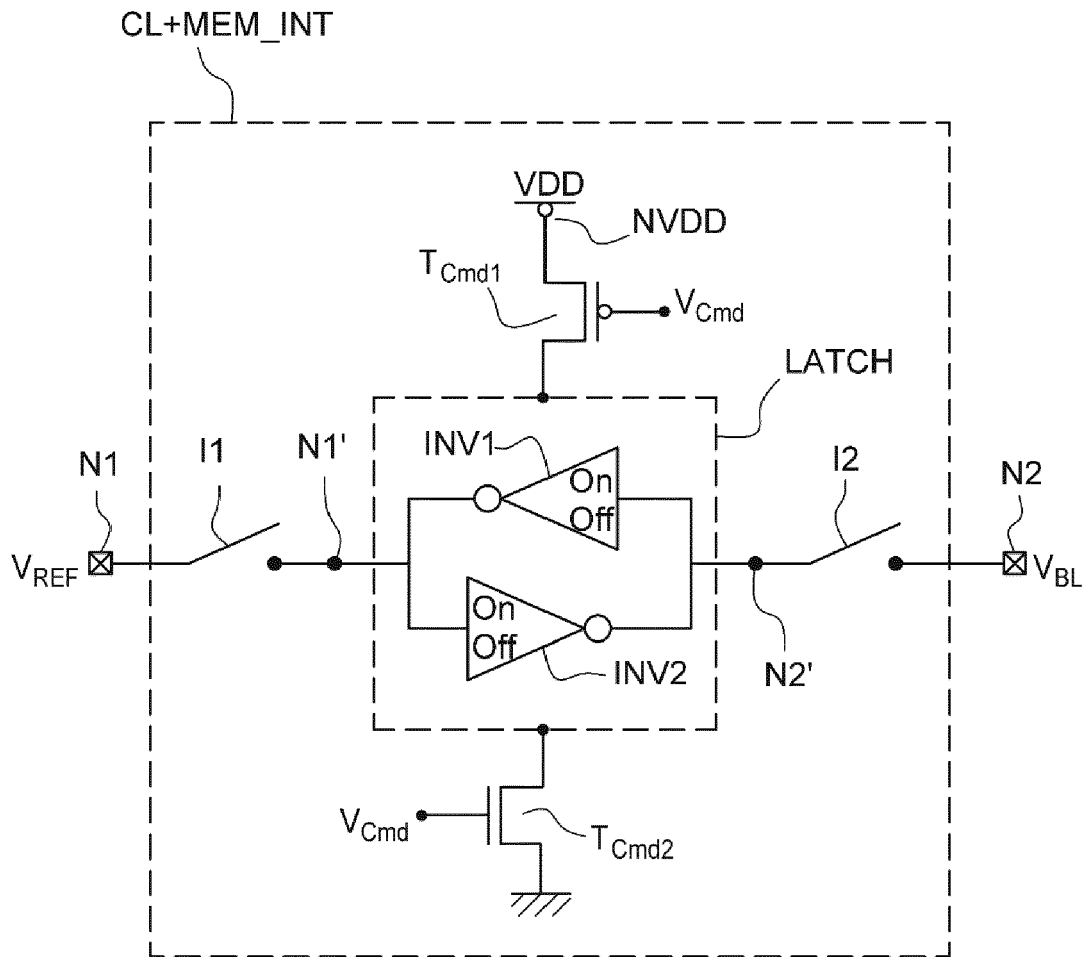 CL+MEM_INT
VDD
NVDD
TCmd1
VCmd
LATCH
INV1
On
Off
N1
I1
N1'
I2
N2
VREF
VBL
On
Off
INV2
N2'
VCmd
TCmd2